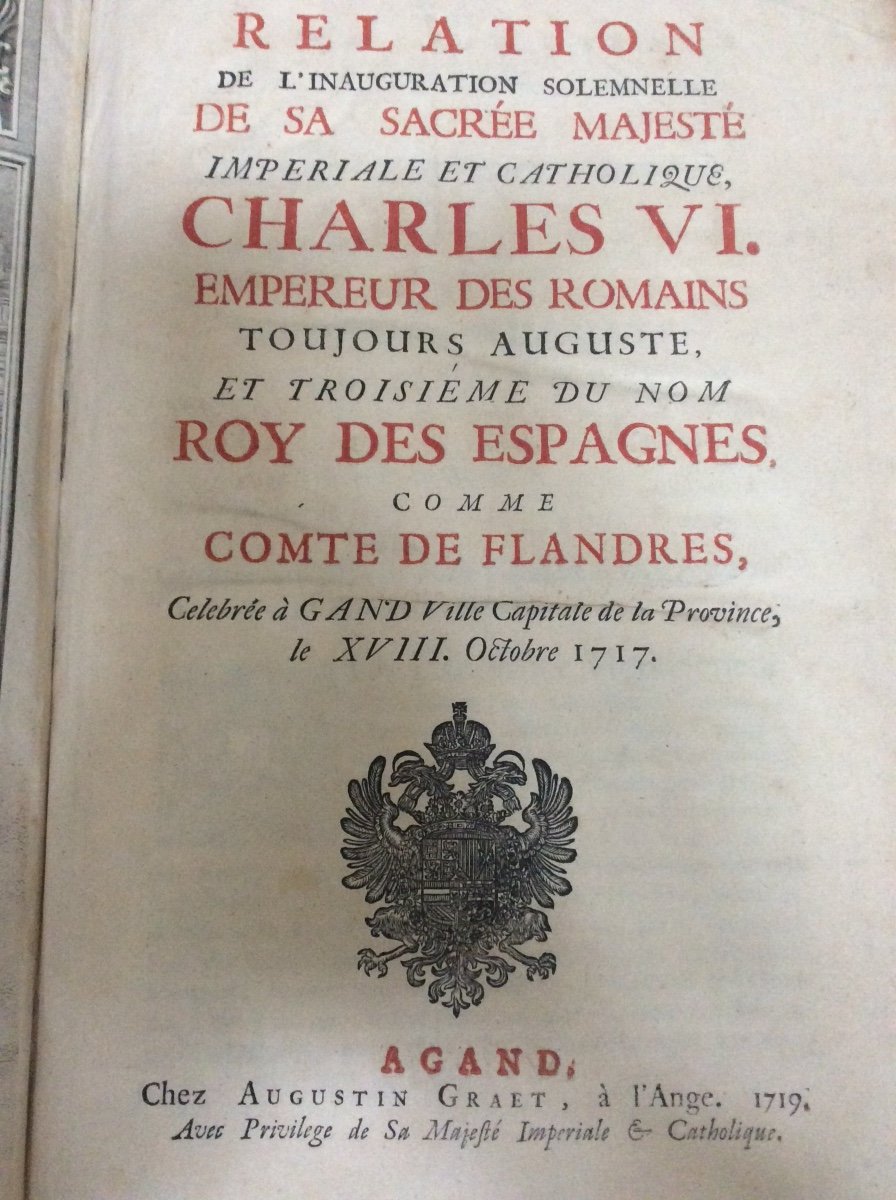 RELATION
DE L'INAUGURATION SOLEMNELLE
DE SA SACRÉE MAJESTÉ
IMPERIALE ET CATHOLIQUE,
CHARLES VI.
EMPEREUR DES ROMAINS
TOUJOURS AUGUSTE,
ET TROISIÉME DU NOM
ROY DES ESPAGNES,
COMME
COMTE DE FLANDRES,
Celebrée à GAND Ville Capitale de la Province,
le XVIII. Octobre 1717.
A GAND,
Chez AUGUSTIN GRAET, à l'Ange. 1719.
Avec Privilege de Sa Majesté Imperiale & Catholique.